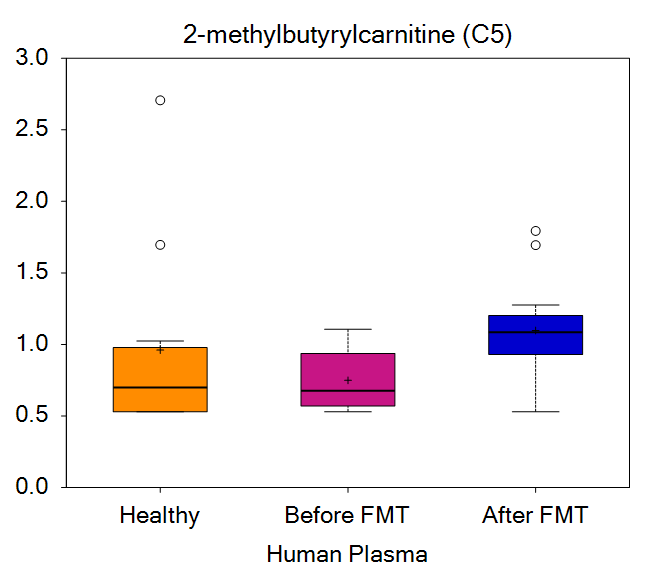 2-methylbutyrylcarnitine (C5)
3.0
2.5
2.0
1.5
1.0
0.5
0.0
Healthy
Before FMT
After FMT
Human Plasma